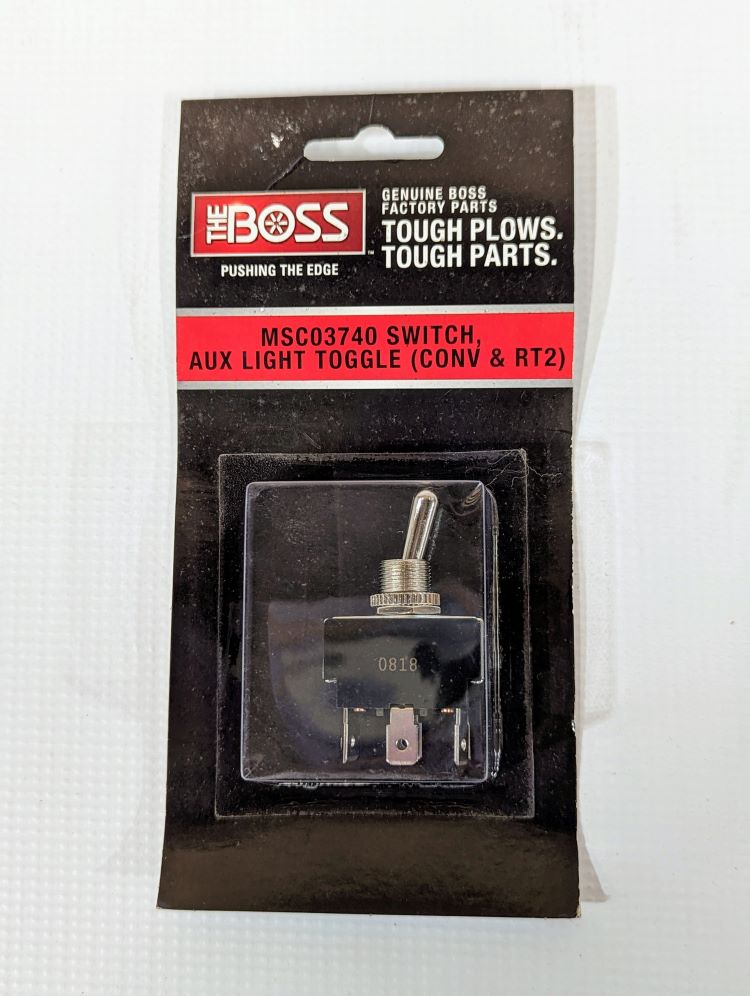 THE BOSS
™
PUSHING THE EDGE
GENUINE BOSS
FACTORY PARTS
TOUGH PLOWS.
TOUGH PARTS.
MSC03740 SWITCH,
AUX LIGHT TOGGLE (CONV & RT2)
0818